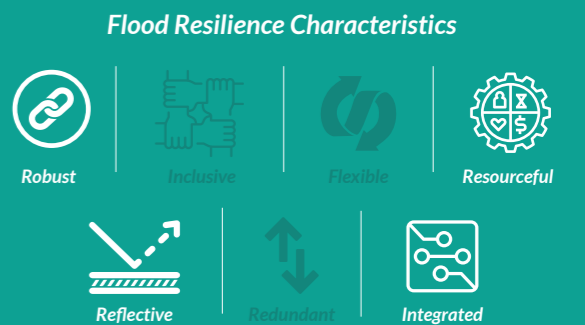 Flood Resilience Characteristics
Robust
Inclusive
Flexible
Resourceful
Reflective
Redundant
Integrated